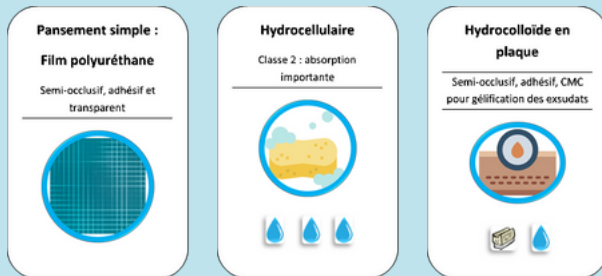 Pansement simple :
Film polyuréthane
Semi-occlusif, adhésif et
transparent
Hydrocellulaire
Classe 2 : absorption
importante
Hydrocolloïde en
plaque
Semi-occlusif, adhésif, CMC
pour gélification des exsudats